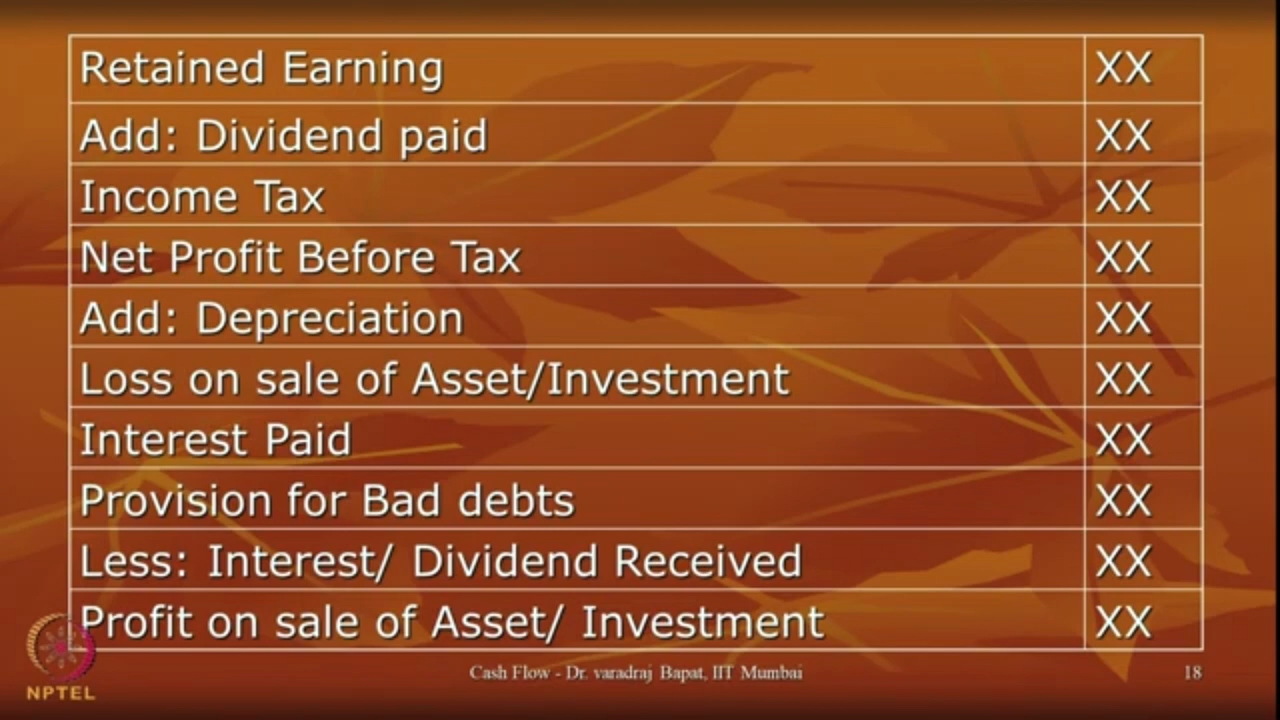 Retained Earning XX
Add: Dividend paid XX
Income Tax XX
Net Profit Before Tax XX
Add: Depreciation XX
Loss on sale of Asset/Investment XX
Interest Paid XX
Provision for Bad debts XX
Less: Interest/ Dividend Received XX
Profit on sale of Asset/ Investment XX
Cash Flow - Dr. varadraj Bapat, IIT Mumbai 18
NPTEL